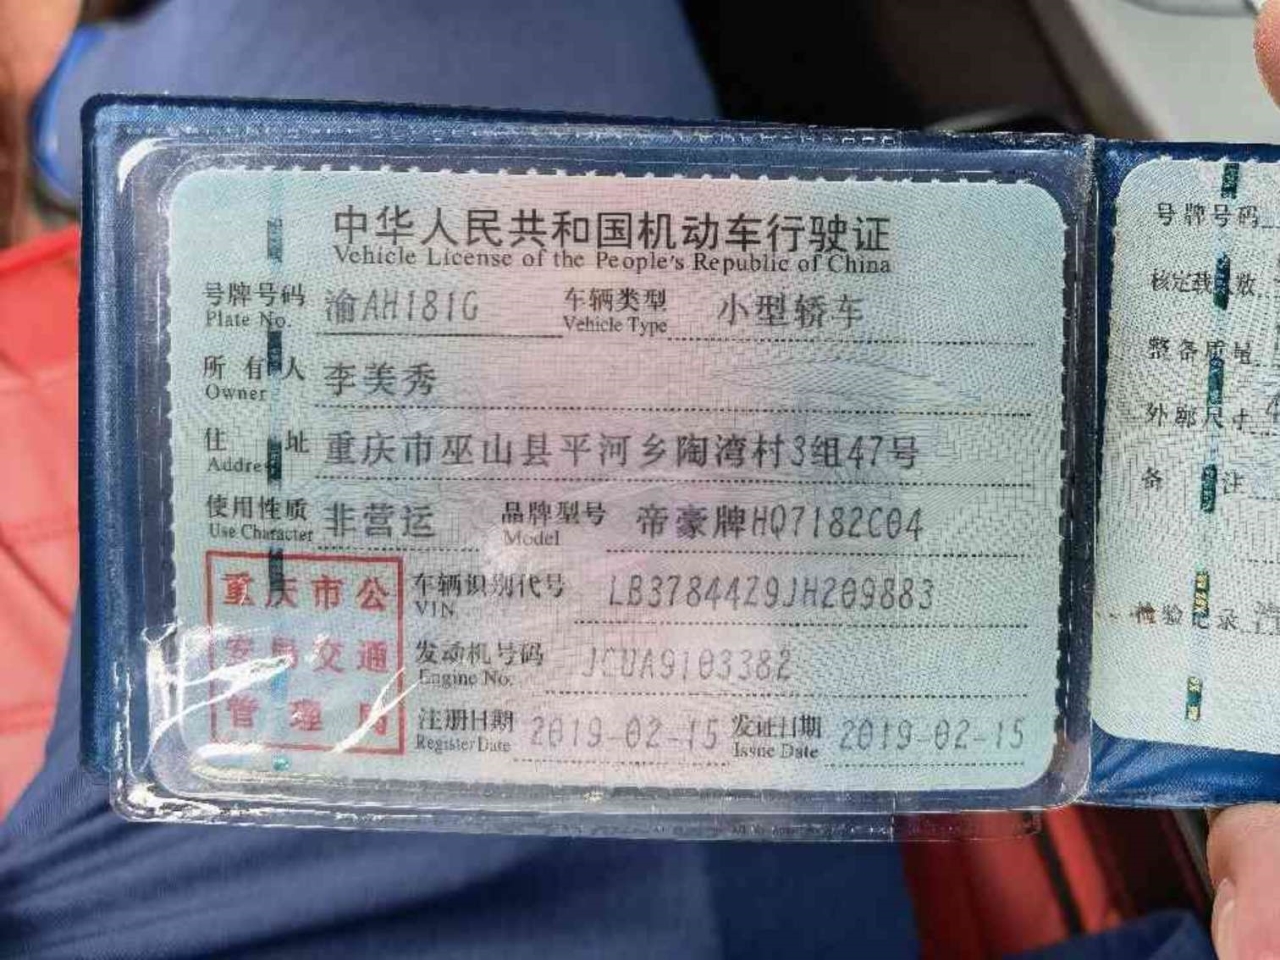 中华人民共和国机动车行驶证
Vehicle License of the People's Republic of China
号牌号码 渝AH181G 车辆类型 小型轿车
Plate No. Vehicle Type
所有人 李美秀
Owner
住址 重庆市巫山县平河乡陶湾村3组47号
Address
使用性质 非营运 品牌型号 帝豪牌HQ7182C04
Use Character Model
重庆市公安局交通管理局
车辆识别代号 LB37844Z9JH209883
VIN
发动机号码 JCUA9103382
Engine No.
注册日期 2019-02-15 发证日期 2019-02-15
Register Date Issue Date
号牌号码
核定载人数
整备质量
外廓尺寸 4
备注
检验记录